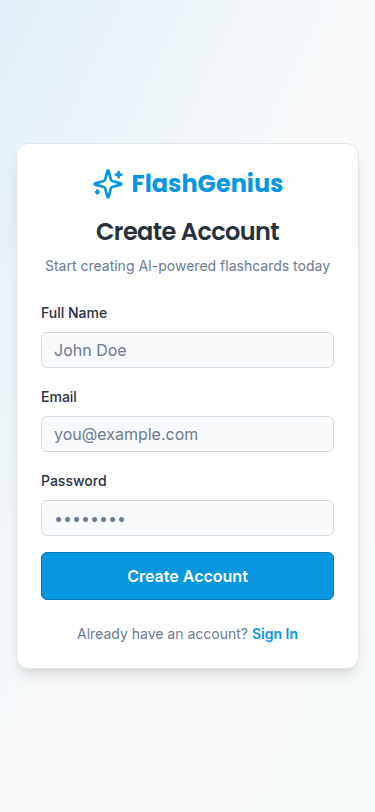 FlashGenius
Create Account
Start creating AI-powered flashcards today
Full Name
John Doe
Email
you@example.com
Password
••••••••
Create Account
Already have an account? Sign In